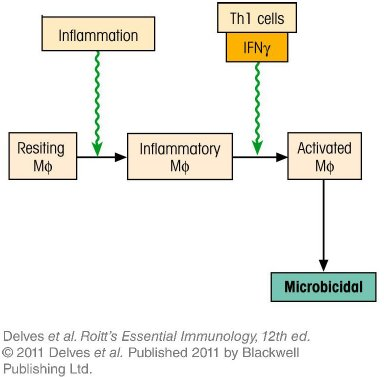 Inflammation
Th1 cells
IFNγ
Resiting
Mϕ
Inflammatory
Mϕ
Activated
Mϕ
Microbicidal
Delves et al. Roitt's Essential Immunology, 12th ed.
© 2011 Delves et al. Published 2011 by Blackwell
Publishing Ltd.